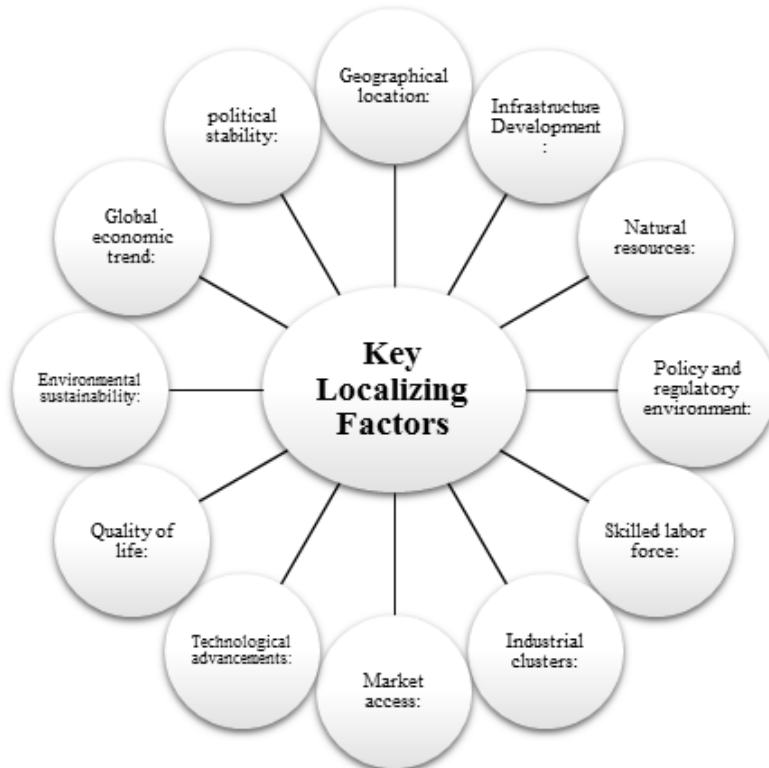 Geographical
location:
Infrastructure
Development
:
Natural
resources:
Policy and
regulatory
environment:
Skilled labor
force:
Industrial
clusters:
Market
access:
Technological
advancements:
Quality of
life:
Environmental
sustainability:
Global
economic
trend:
political
stability:
Key
Localizing
Factors